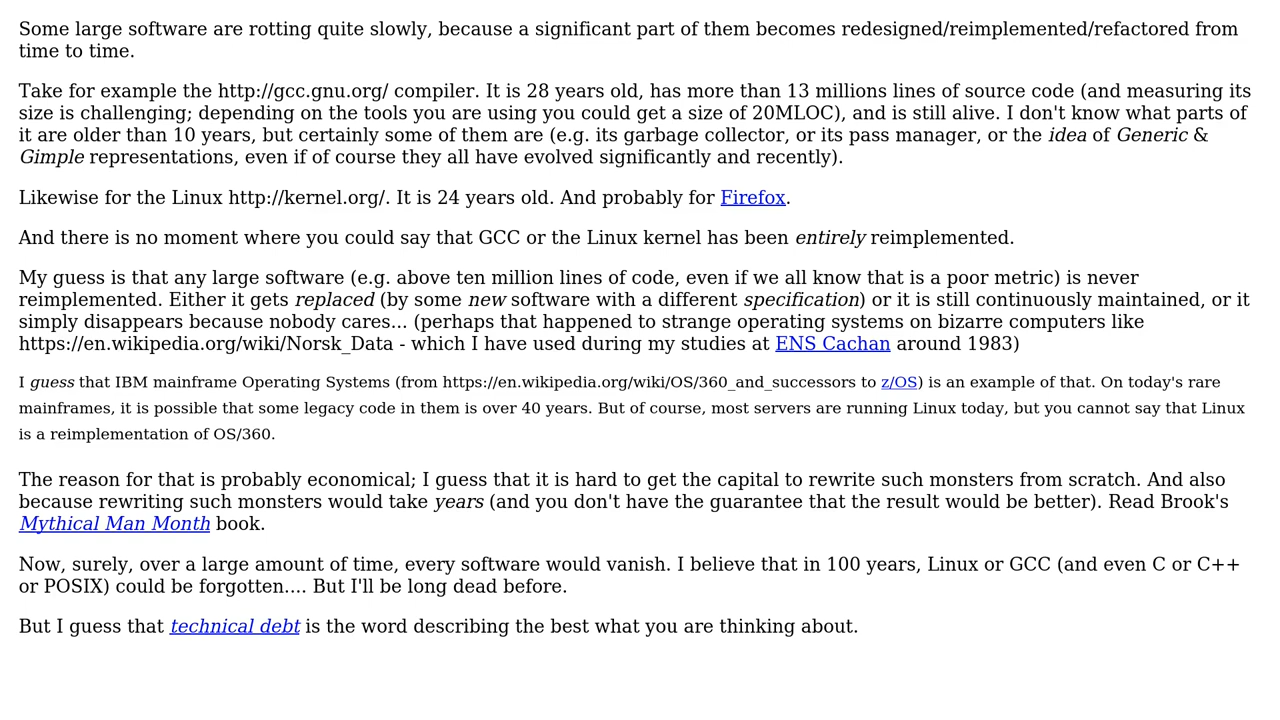 Some large software are rotting quite slowly, because a significant part of them becomes redesigned/reimplemented/refactored from
time to time.
Take for example the http://gcc.gnu.org/ compiler. It is 28 years old, has more than 13 millions lines of source code (and measuring its
size is challenging; depending on the tools you are using you could get a size of 20MLOC), and is still alive. I don't know what parts of
it are older than 10 years, but certainly some of them are (e.g. its garbage collector, or its pass manager, or the idea of Generic &
Gimple representations, even if of course they all have evolved significantly and recently).
Likewise for the Linux http://kernel.org/. It is 24 years old. And probably for Firefox.
And there is no moment where you could say that GCC or the Linux kernel has been entirely reimplemented.
My guess is that any large software (e.g. above ten million lines of code, even if we all know that is a poor metric) is never
reimplemented. Either it gets replaced (by some new software with a different specification) or it is still continuously maintained, or it
simply disappears because nobody cares... (perhaps that happened to strange operating systems on bizarre computers like
https://en.wikipedia.org/wiki/Norsk_Data - which I have used during my studies at ENS Cachan around 1983)
I guess that IBM mainframe Operating Systems (from https://en.wikipedia.org/wiki/OS/360_and_successors to z/OS) is an example of that. On today's rare
mainframes, it is possible that some legacy code in them is over 40 years. But of course, most servers are running Linux today, but you cannot say that Linux
is a reimplementation of OS/360.
The reason for that is probably economical; I guess that it is hard to get the capital to rewrite such monsters from scratch. And also
because rewriting such monsters would take years (and you don't have the guarantee that the result would be better). Read Brook's
Mythical Man Month book.
Now, surely, over a large amount of time, every software would vanish. I believe that in 100 years, Linux or GCC (and even C or C++
or POSIX) could be forgotten.... But I'll be long dead before.
But I guess that technical debt is the word describing the best what you are thinking about.